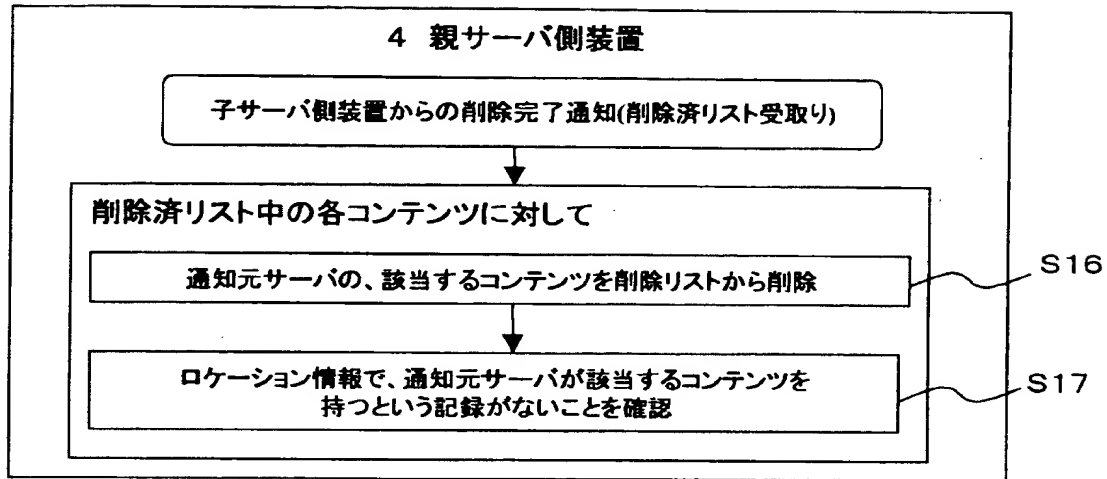 4 親サーバ側装置
子サーバ側装置からの削除完了通知(削除済リスト受取り)
削除済リスト中の各コンテンツに対して
通知元サーバの、該当するコンテンツを削除リストから削除
S16
ロケーション情報で、通知元サーバが該当するコンテンツを
持つという記録がないことを確認
S17